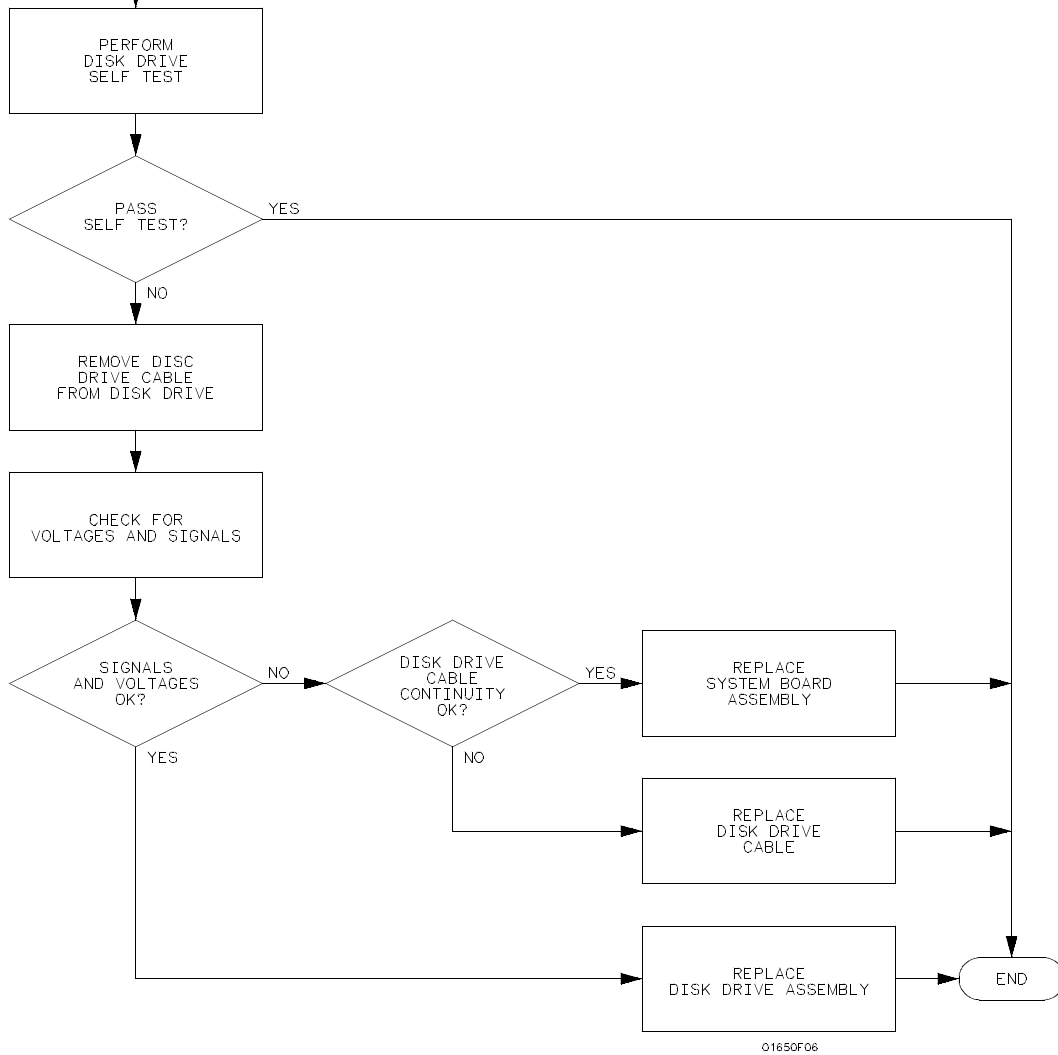 PERFORM
DISK DRIVE
SELF TEST
PASS
SELF TEST?
YES
NO
REMOVE DISC
DRIVE CABLE
FROM DISK DRIVE
CHECK FOR
VOLTAGES AND SIGNALS
SIGNALS
AND VOLTAGES
OK?
NO
YES
DISK DRIVE
CABLE
CONTINUITY
OK?
YES
NO
REPLACE
SYSTEM BOARD
ASSEMBLY
REPLACE
DISK DRIVE
CABLE
REPLACE
DISK DRIVE ASSEMBLY
END
01650F06